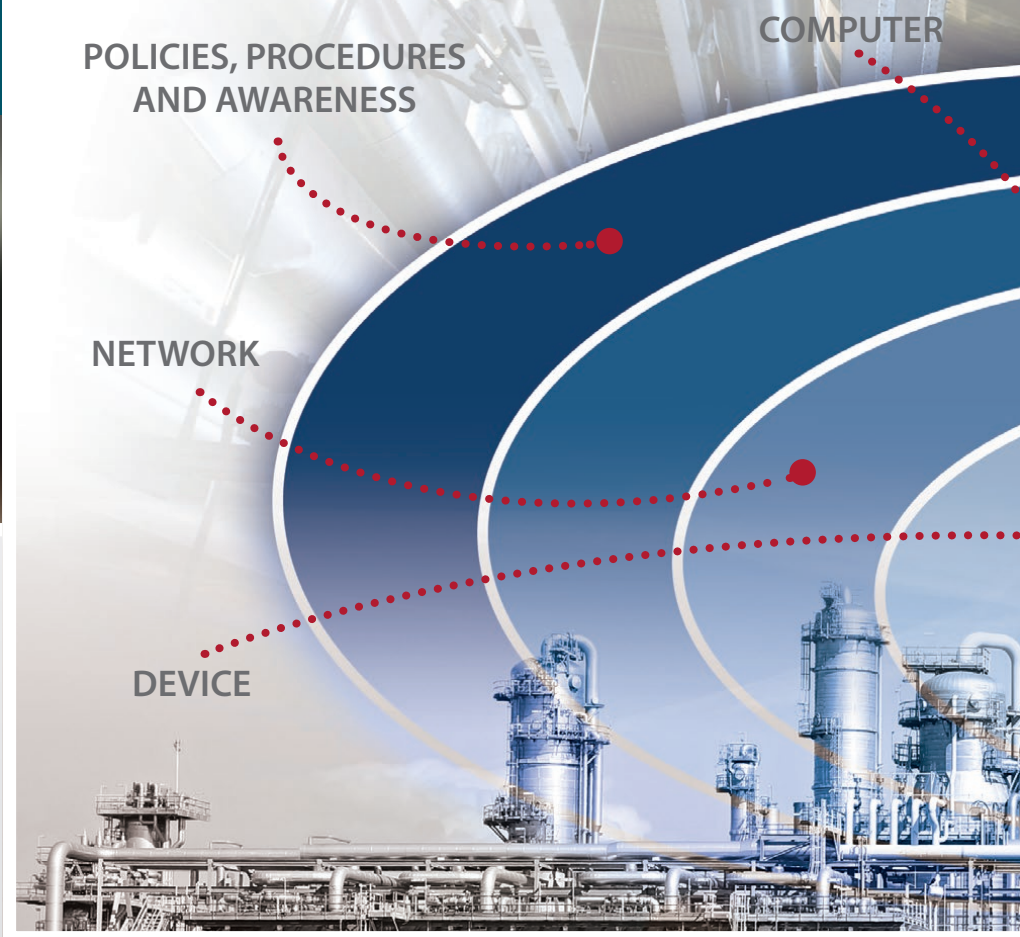 COMPUTER
POLICIES, PROCEDURES
AND AWARENESS
NETWORK
DEVICE